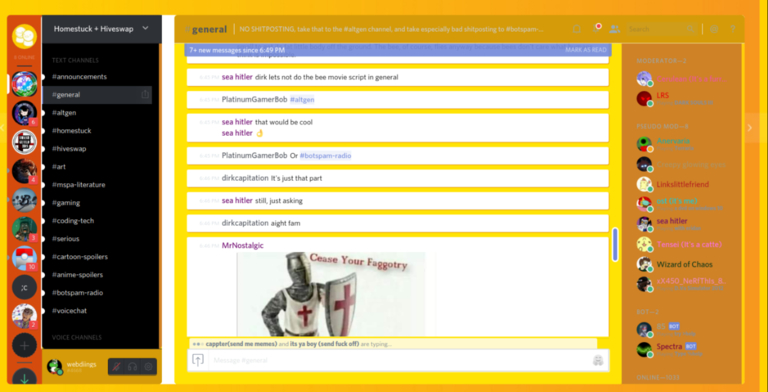 Homestuck + Hiveswap
#general
NO SHITPOSTING, take that to the #altgen channel, and take especially bad shitposting to #botspam-
Search
7+ new messages since 6:49 PM
MARK AS READ
TEXT CHANNELS
#announcements
#general
#altgen
#homestuck
#hiveswap
#art
#mspa-literature
#gaming
#coding-tech
#serious
#cartoon-spoilers
#anime-spoilers
#botspam-radio
#voicechat
VOICE CHANNELS
webdings
sea hitler dirk lets not do the bee movie script in general
PlatinumGamerBob #altgen
sea hitler that would be cool
sea hitler 👌
PlatinumGamerBob Or #botspam-radio
dirkcapitation It's just that part
sea hitler still, just asking
dirkcapitation aight fam
MrNostalgic
Cease Your Faggotry
cappter(send me memes) and its ya boy (send fuck off) are typing...
Message #general
LRS
Linkslittlefriend
sea hitler
Wizard of Chaos
BOT
Spectra BOT